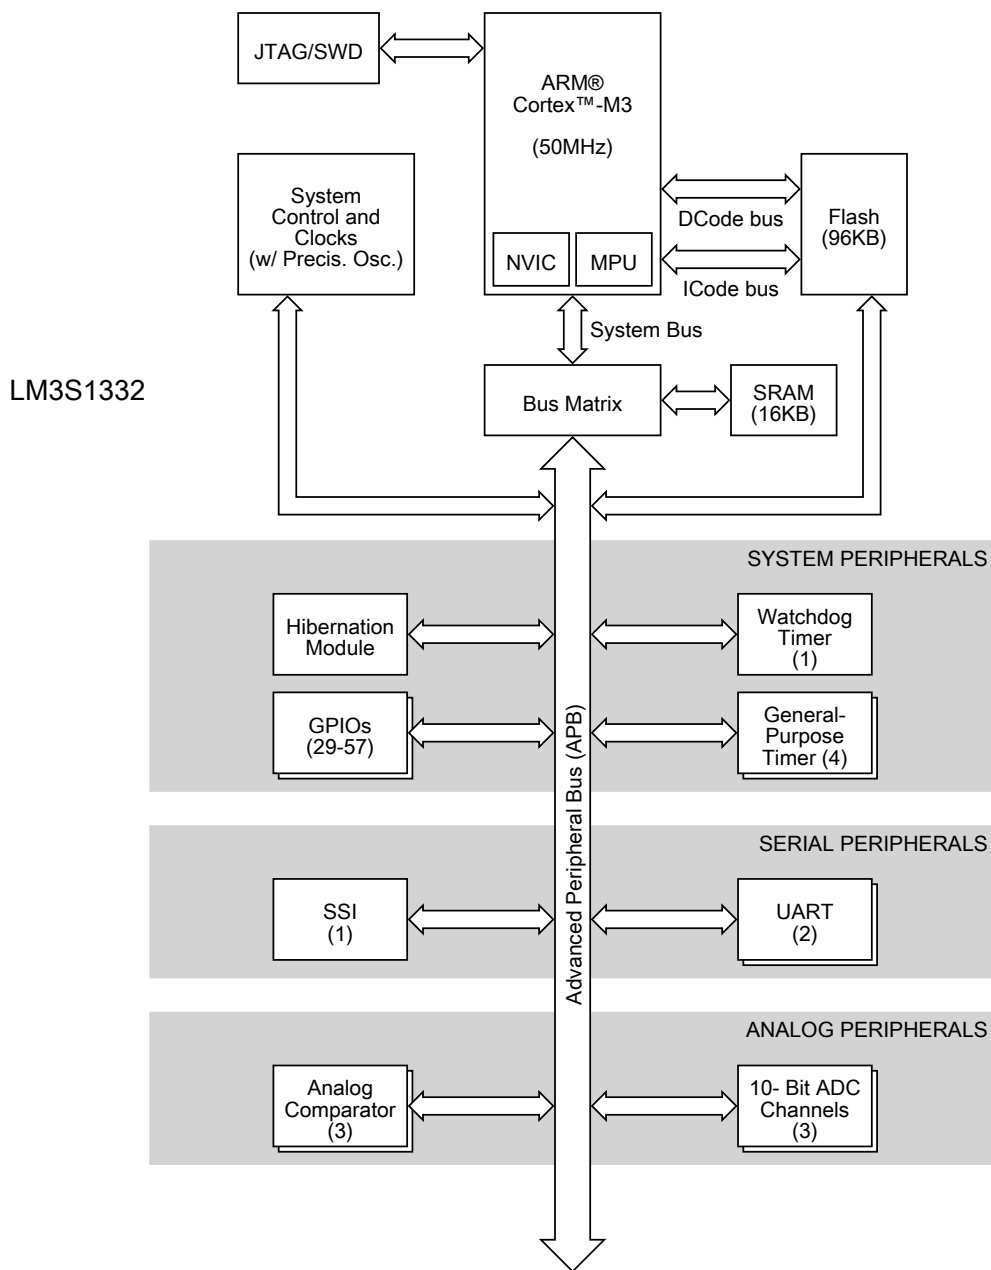 JTAG/SWD
ARM®
Cortex™-M3
(50MHz)
System
Control and
Clocks
(w/ Precis. Osc.)
DCode bus
Flash
(96KB)
NVIC
MPU
ICode bus
System Bus
LM3S1332
Bus Matrix
SRAM
(16KB)
SYSTEM PERIPHERALS
Hibernation
Module
Watchdog
Timer
(1)
GPIOs
(29-57)
General-
Purpose
Timer (4)
Advanced Peripheral Bus (APB)
SERIAL PERIPHERALS
SSI
(1)
UART
(2)
ANALOG PERIPHERALS
Analog
Comparator
(3)
10- Bit ADC
Channels
(3)